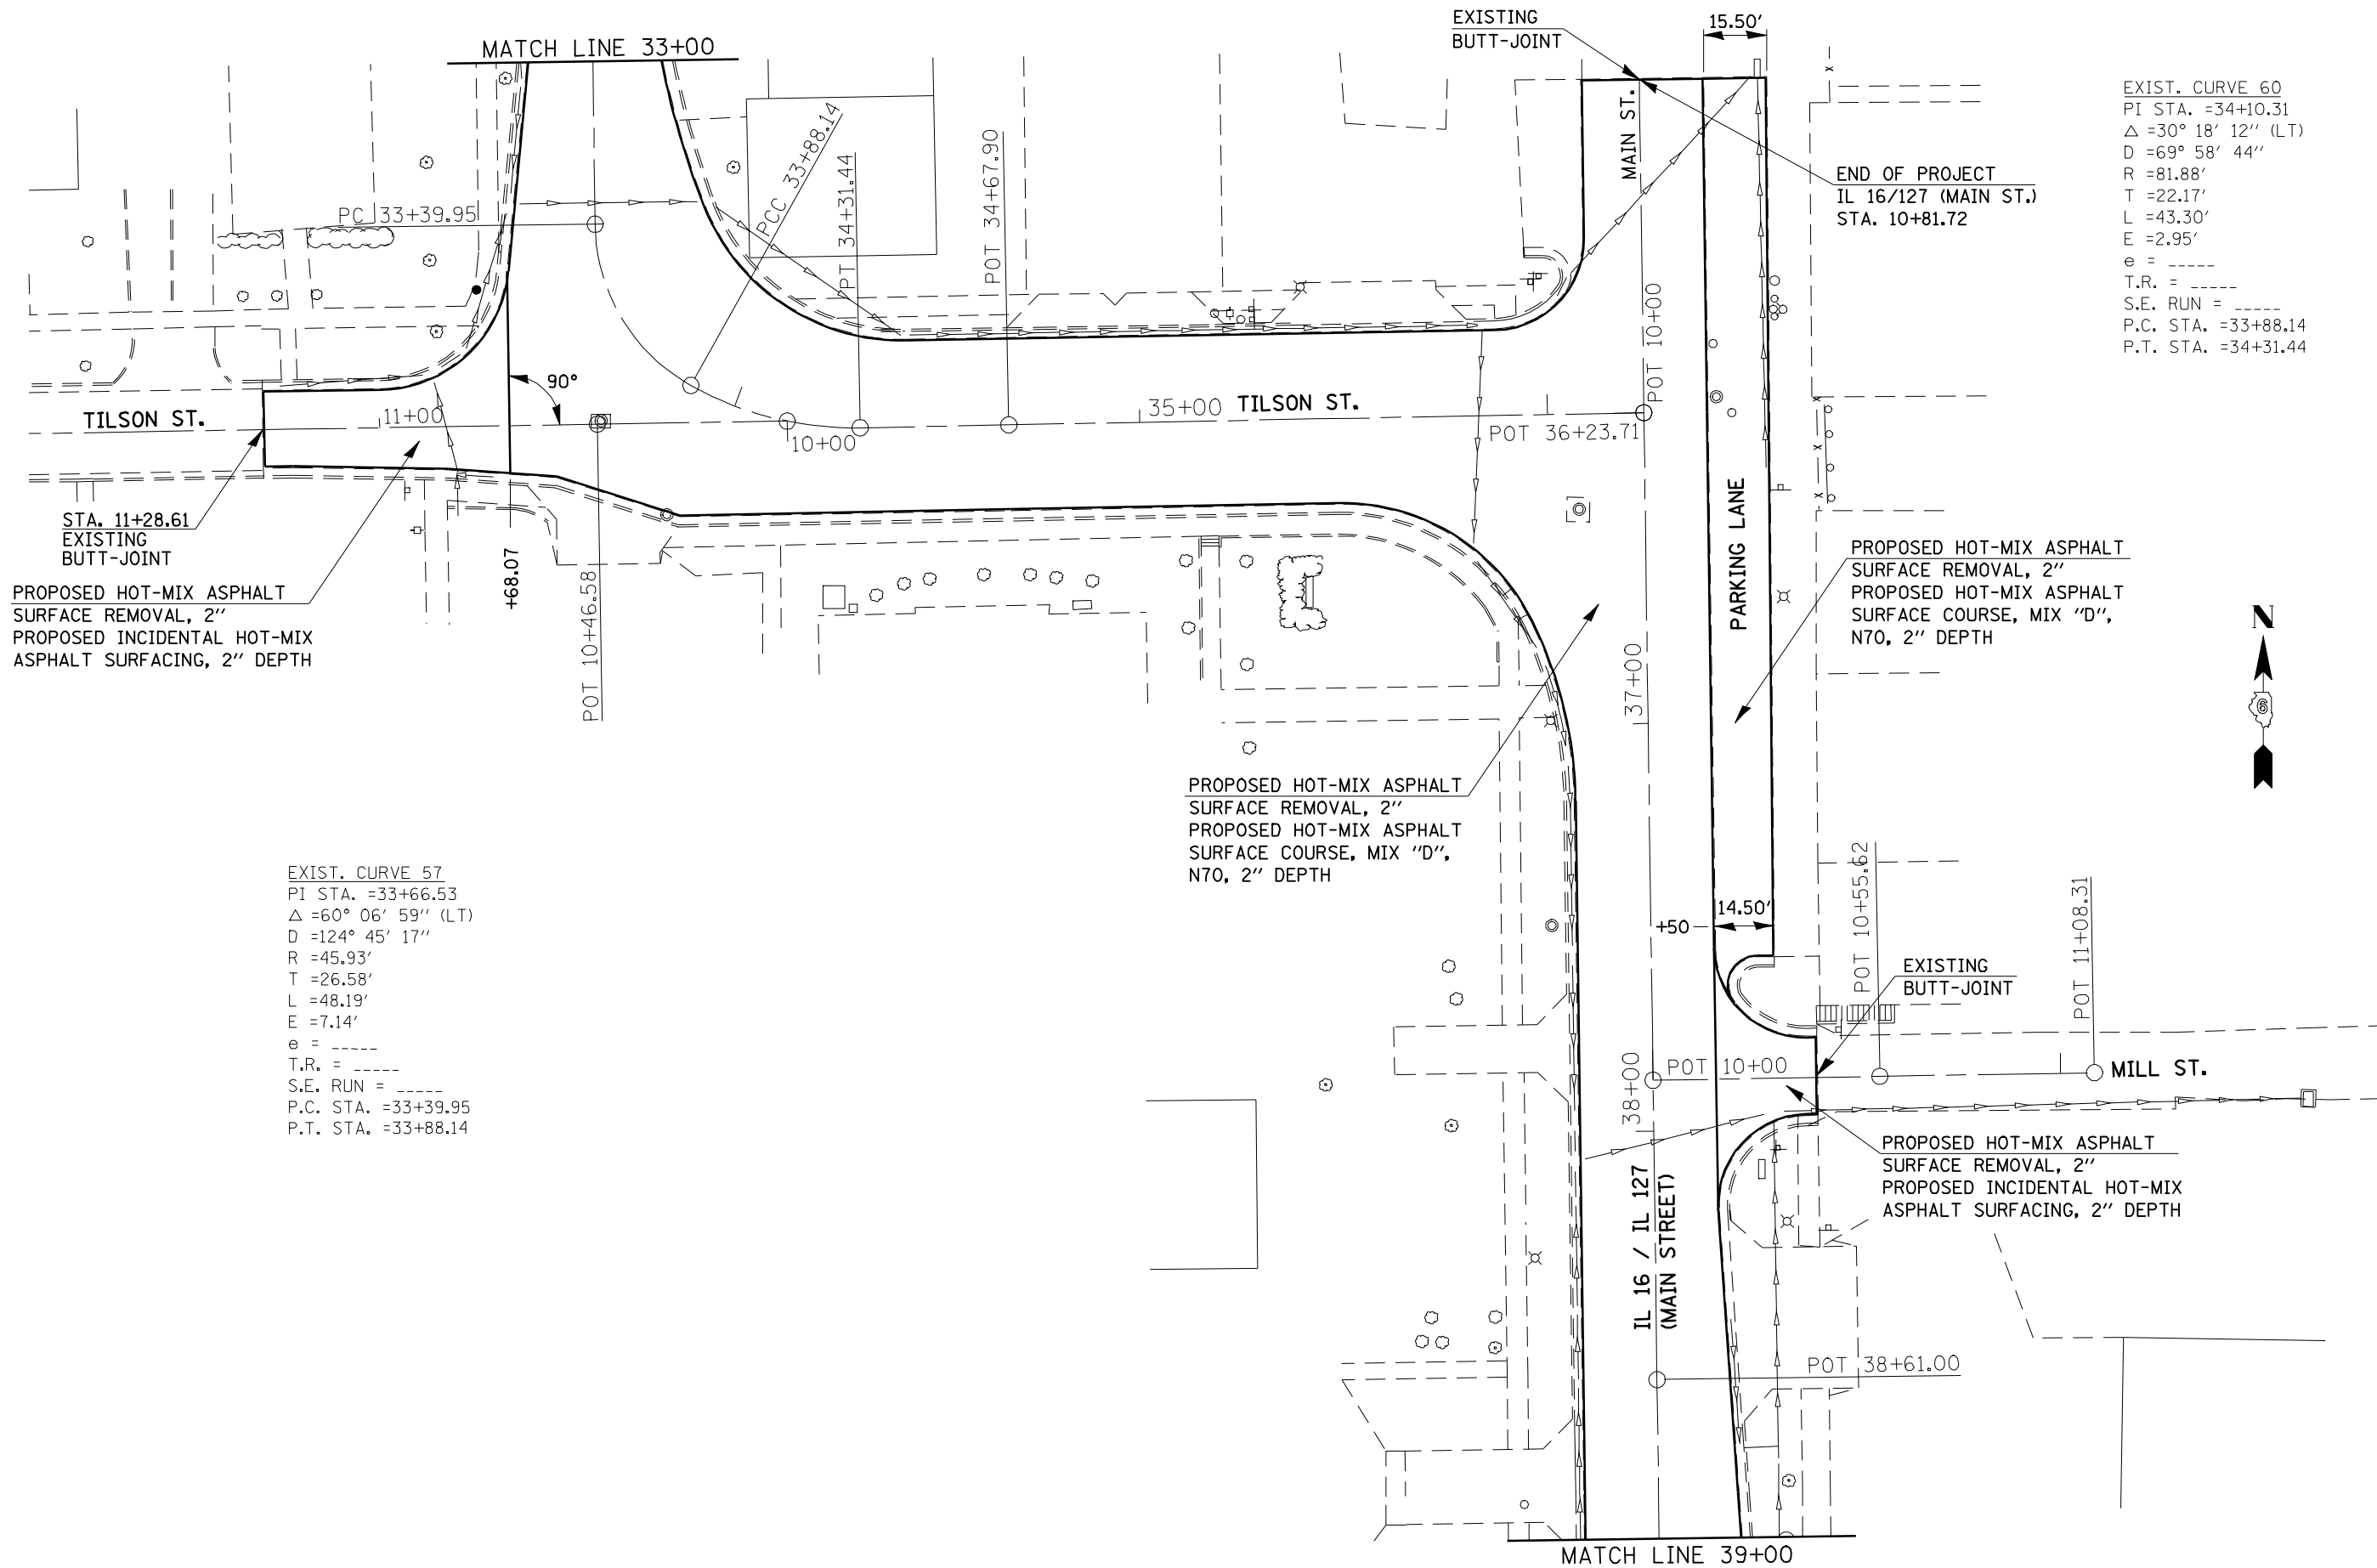 MATCH LINE 33+00
EXISTING
BUTT-JOINT
15.50'
MAIN ST.
EXIST. CURVE 60
PI STA. =34+10.31
△ =30° 18' 12" (LT)
D =69° 58' 44"
R =81.88'
T =22.17'
L =43.30'
E =2.95'
e = _____
T.R. = _____
S.E. RUN = _____
P.C. STA. =33+88.14
P.T. STA. =34+31.44
END OF PROJECT
IL 16/127 (MAIN ST.)
STA. 10+81.72
PC 33+39.95
PCC 33+88.14
PT 34+31.44
POT 34+67.90
POT 10+00
90°
TILSON ST.
11+00
10+00
35+00
TILSON ST.
POT 36+23.71
STA. 11+28.61
EXISTING
BUTT-JOINT
PROPOSED HOT-MIX ASPHALT
SURFACE REMOVAL, 2"
PROPOSED INCIDENTAL HOT-MIX
ASPHALT SURFACING, 2" DEPTH
+68.07
POT 10+46.58
PARKING LANE
PROPOSED HOT-MIX ASPHALT
SURFACE REMOVAL, 2"
PROPOSED HOT-MIX ASPHALT
SURFACE COURSE, MIX "D",
N70, 2" DEPTH
N
6
37+00
PROPOSED HOT-MIX ASPHALT
SURFACE REMOVAL, 2"
PROPOSED HOT-MIX ASPHALT
SURFACE COURSE, MIX "D",
N70, 2" DEPTH
EXIST. CURVE 57
PI STA. =33+66.53
△ =60° 06' 59" (LT)
D =124° 45' 17"
R =45.93'
T =26.58'
L =48.19'
E =7.14'
e = _____
T.R. = _____
S.E. RUN = _____
P.C. STA. =33+39.95
P.T. STA. =33+88.14
+50
14.50'
POT 10+55.62
POT 11+08.31
EXISTING
BUTT-JOINT
38+00
POT 10+00
MILL ST.
PROPOSED HOT-MIX ASPHALT
SURFACE REMOVAL, 2"
PROPOSED INCIDENTAL HOT-MIX
ASPHALT SURFACING, 2" DEPTH
IL 16 / IL 127
(MAIN STREET)
POT 38+61.00
MATCH LINE 39+00